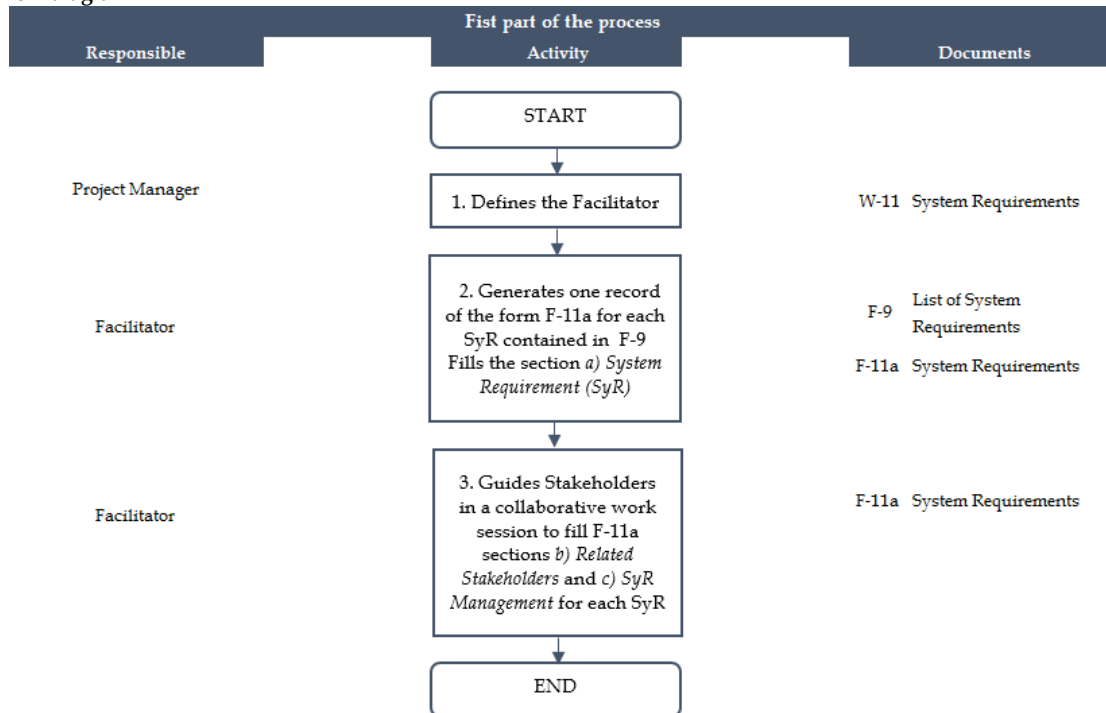 Fist part of the process
Responsible
Activity
Documents
START
Project Manager
1. Defines the Facilitator
W-11 System Requirements
Facilitator
2. Generates one record
of the form F-11a for each
SyR contained in F-9
Fills the section a) System
Requirement (SyR)
F-9 List of System
Requirements
F-11a System Requirements
Facilitator
3. Guides Stakeholders
in a collaborative work
session to fill F-11a
sections b) Related
Stakeholders and c) SyR
Management for each SyR
F-11a System Requirements
END